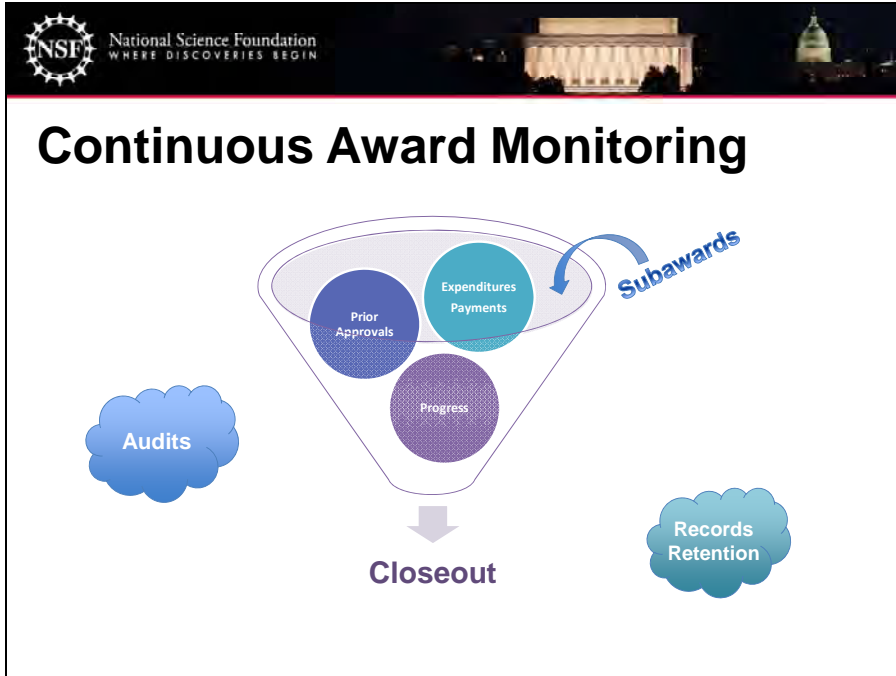 NSF
National Science Foundation
WHERE DISCOVERIES BEGIN
Continuous Award Monitoring
Subawards
Expenditures
Payments
Prior
Approvals
Progress
Audits
Records
Retention
Closeout